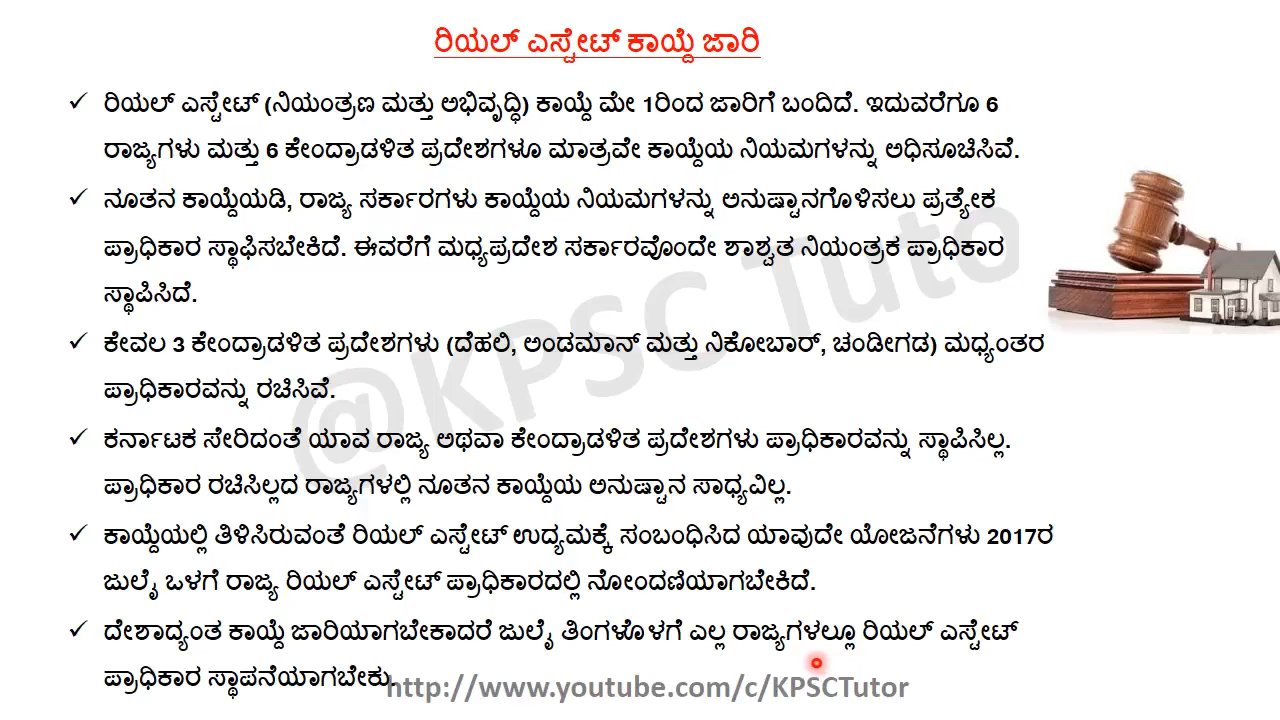 ರಿಯಲ್ ಎಸ್ಟೇಟ್ ಕಾಯ್ದೆ ಜಾರಿ
✓ ರಿಯಲ್ ಎಸ್ಟೇಟ್ (ನಿಯಂತ್ರಣ ಮತ್ತು ಅಭಿವೃದ್ಧಿ) ಕಾಯ್ದೆ ಮೇ 1ರಿಂದ ಜಾರಿಗೆ ಬಂದಿದೆ. ಇದುವರೆಗೂ 6
ರಾಜ್ಯಗಳು ಮತ್ತು 6 ಕೇಂದ್ರಾಡಳಿತ ಪ್ರದೇಶಗಳೂ ಮಾತ್ರವೇ ಕಾಯ್ದೆಯ ನಿಯಮಗಳನ್ನು ಅಧಿಸೂಚಿಸಿವೆ.
✓ ನೂತನ ಕಾಯ್ದೆಯಡಿ, ರಾಜ್ಯ ಸರ್ಕಾರಗಳು ಕಾಯ್ದೆಯ ನಿಯಮಗಳನ್ನು ಅನುಷ್ಟಾನಗೊಳಿಸಲು ಪ್ರತ್ಯೇಕ
ಪ್ರಾಧಿಕಾರ ಸ್ಥಾಫಿಸಬೇಕಿದೆ. ಈವರೆಗೆ ಮಧ್ಯಪ್ರದೇಶ ಸರ್ಕಾರವೊಂದೇ ಶಾಶ್ವತ ನಿಯಂತ್ರಕ ಪ್ರಾಧಿಕಾರ
ಸ್ಥಾಪಿಸಿದೆ.
✓ ಕೇವಲ 3 ಕೇಂದ್ರಾಡಳಿತ ಪ್ರದೇಶಗಳು (ದೆಹಲಿ, ಅಂಡಮಾನ್ ಮತ್ತು ನಿಕೋಬಾರ್, ಚಂಡೀಗಡ) ಮಧ್ಯಂತರ
ಪ್ರಾಧಿಕಾರವನ್ನು ರಚಿಸಿವೆ.
✓ ಕರ್ನಾಟಕ ಸೇರಿದಂತೆ ಯಾವ ರಾಜ್ಯ ಅಥವಾ ಕೇಂದ್ರಾಡಳಿತ ಪ್ರದೇಶಗಳು ಪ್ರಾಧಿಕಾರವನ್ನು ಸ್ಥಾಪಿಸಿಲ್ಲ.
ಪ್ರಾಧಿಕಾರ ರಚಿಸಿಲ್ಲದ ರಾಜ್ಯಗಳಲ್ಲಿ ನೂತನ ಕಾಯ್ದೆಯ ಅನುಷ್ಟಾನ ಸಾಧ್ಯವಿಲ್ಲ.
✓ ಕಾಯ್ದೆಯಲ್ಲಿ ತಿಳಿಸಿರುವಂತೆ ರಿಯಲ್ ಎಸ್ಟೇಟ್ ಉದ್ಯಮಕ್ಕೆ ಸಂಬಂಧಿಸಿದ ಯಾವುದೇ ಯೋಜನೆಗಳು 2017ರ
ಜುಲೈ ಒಳಗೆ ರಾಜ್ಯ ರಿಯಲ್ ಎಸ್ಟೇಟ್ ಪ್ರಾಧಿಕಾರದಲ್ಲಿ ನೋಂದಣಿಯಾಗಬೇಕಿದೆ.
✓ ದೇಶಾದ್ಯಂತ ಕಾಯ್ದೆ ಜಾರಿಯಾಗಬೇಕಾದರೆ ಜುಲೈ ತಿಂಗಳೊಳಗೆ ಎಲ್ಲ ರಾಜ್ಯಗಳಲ್ಲೂ ರಿಯಲ್ ಎಸ್ಟೇಟ್
ಪ್ರಾಧಿಕಾರ ಸ್ಥಾಪನೆಯಾಗಬೇಕು.
http://www.youtube.com/c/KPSCTutor
@KPSC Tuto